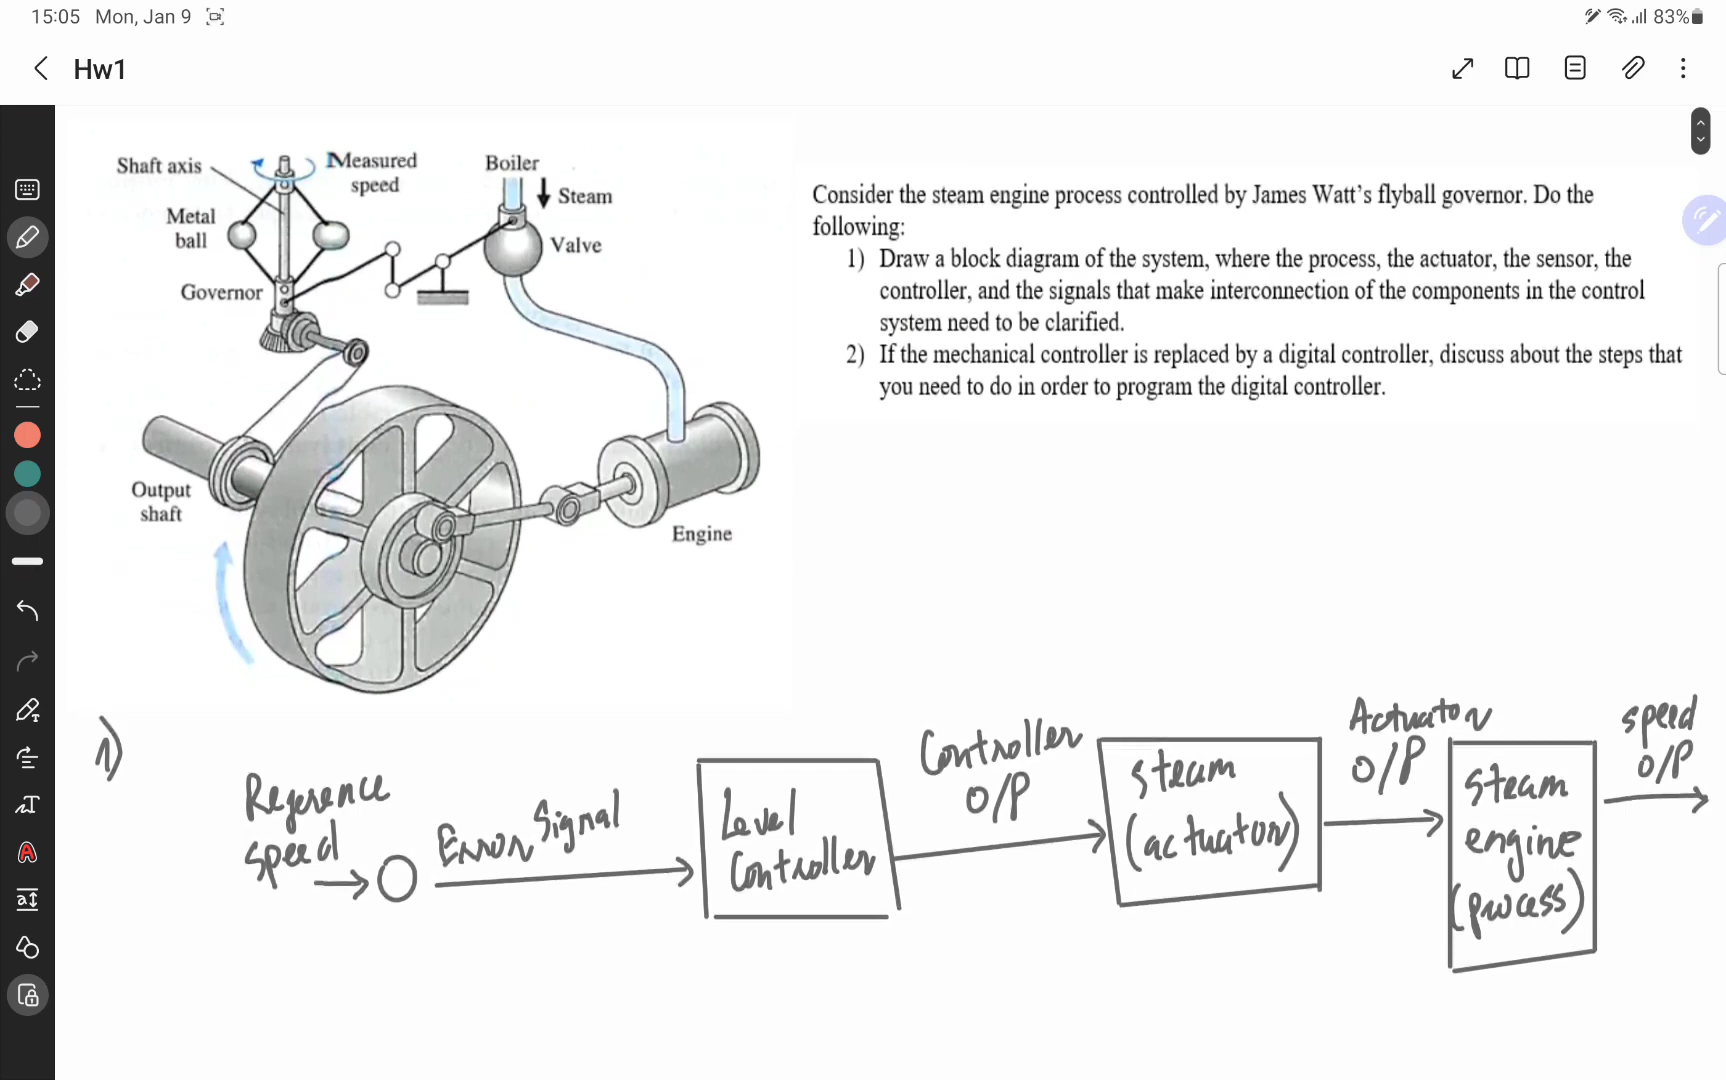 15:05 Mon, Jan 9
83%
Hw1
Shaft axis
Measured
speed
Boiler
Steam
Metal
ball
Valve
Governor
Output
shaft
Engine
Consider the steam engine process controlled by James Watt's flyball governor. Do the
following:
1) Draw a block diagram of the system, where the process, the actuator, the sensor, the
controller, and the signals that make interconnection of the components in the control
system need to be clarified.
2) If the mechanical controller is replaced by a digital controller, discuss about the steps that
you need to do in order to program the digital controller.
1)
Reference
speed
Error Signal
Level
Controller
Controller
O/P
Steam
(actuator)
Actuator
O/P
Steam
engine
(process)
speed
O/P